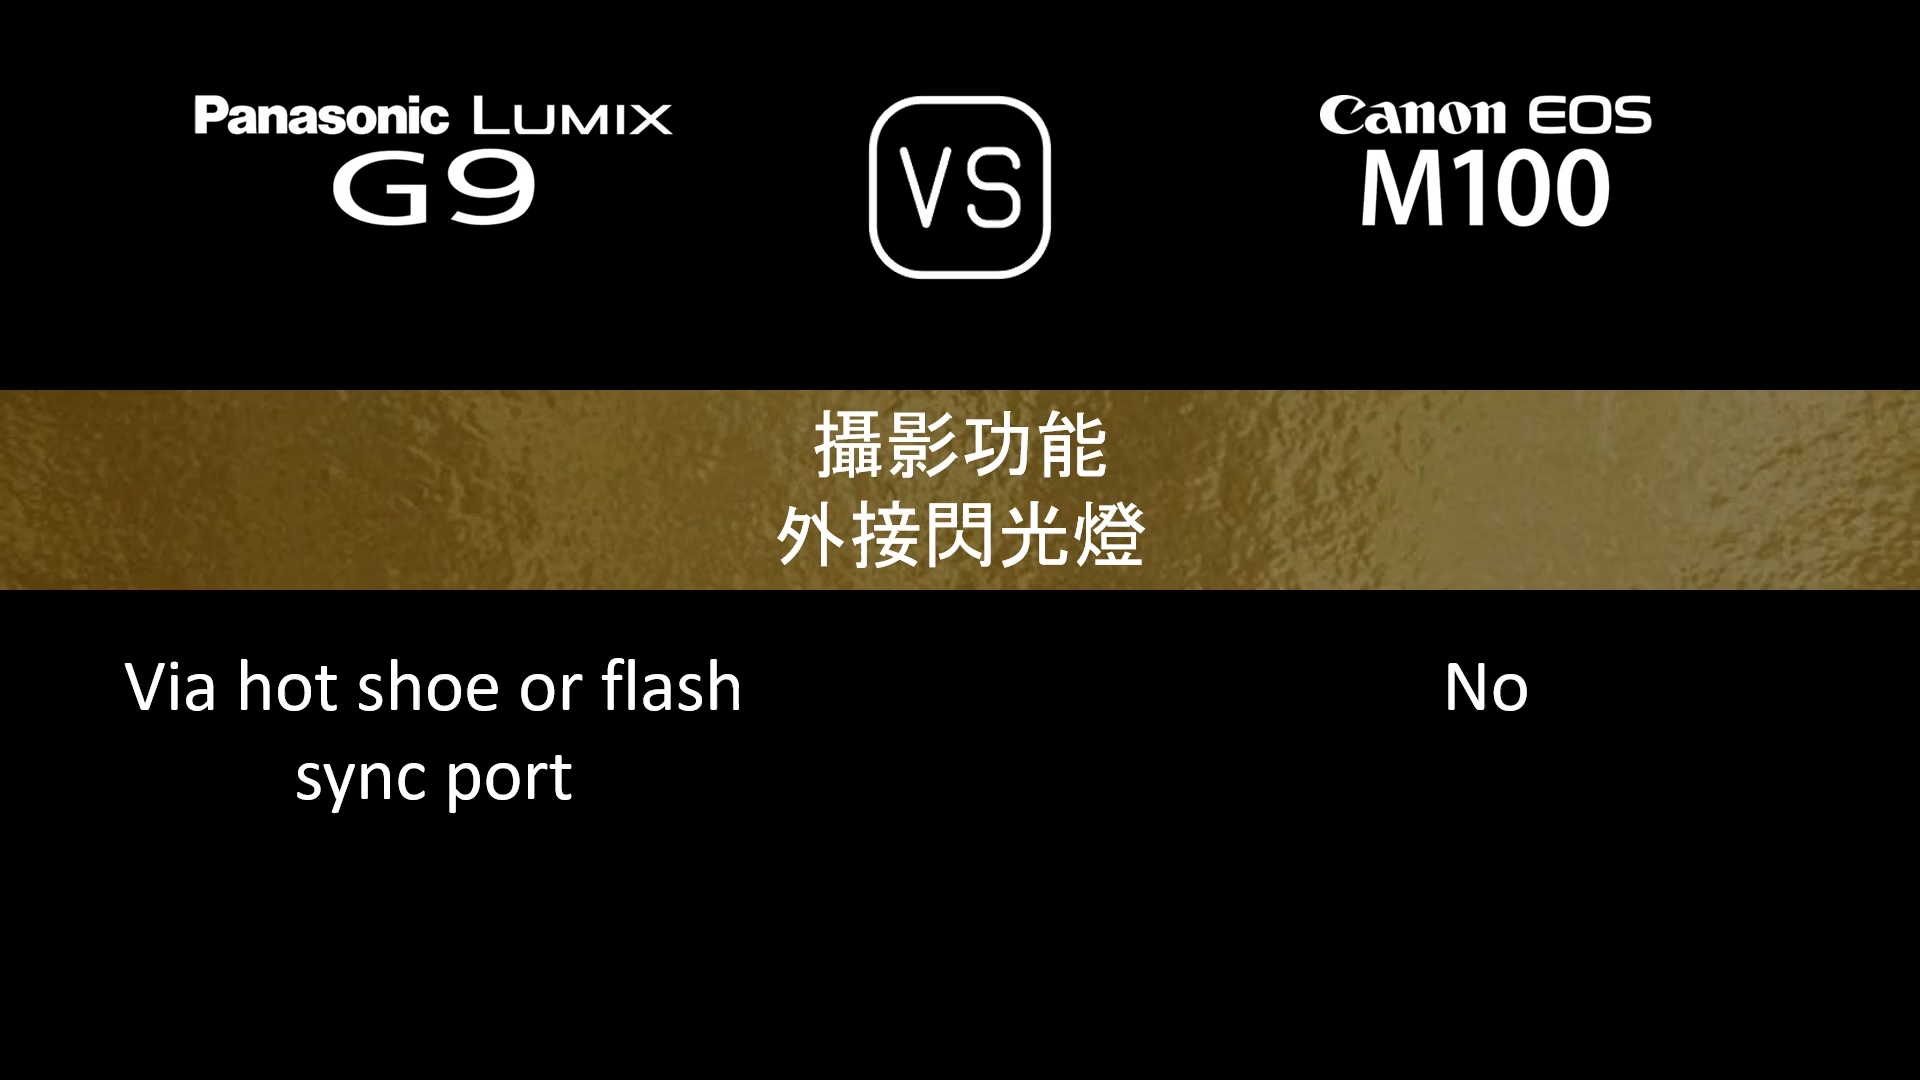 Panasonic LUMIX
G9
VS
Canon EOS
M100
攝影功能
外接閃光燈
Via hot shoe or flash
sync port
No